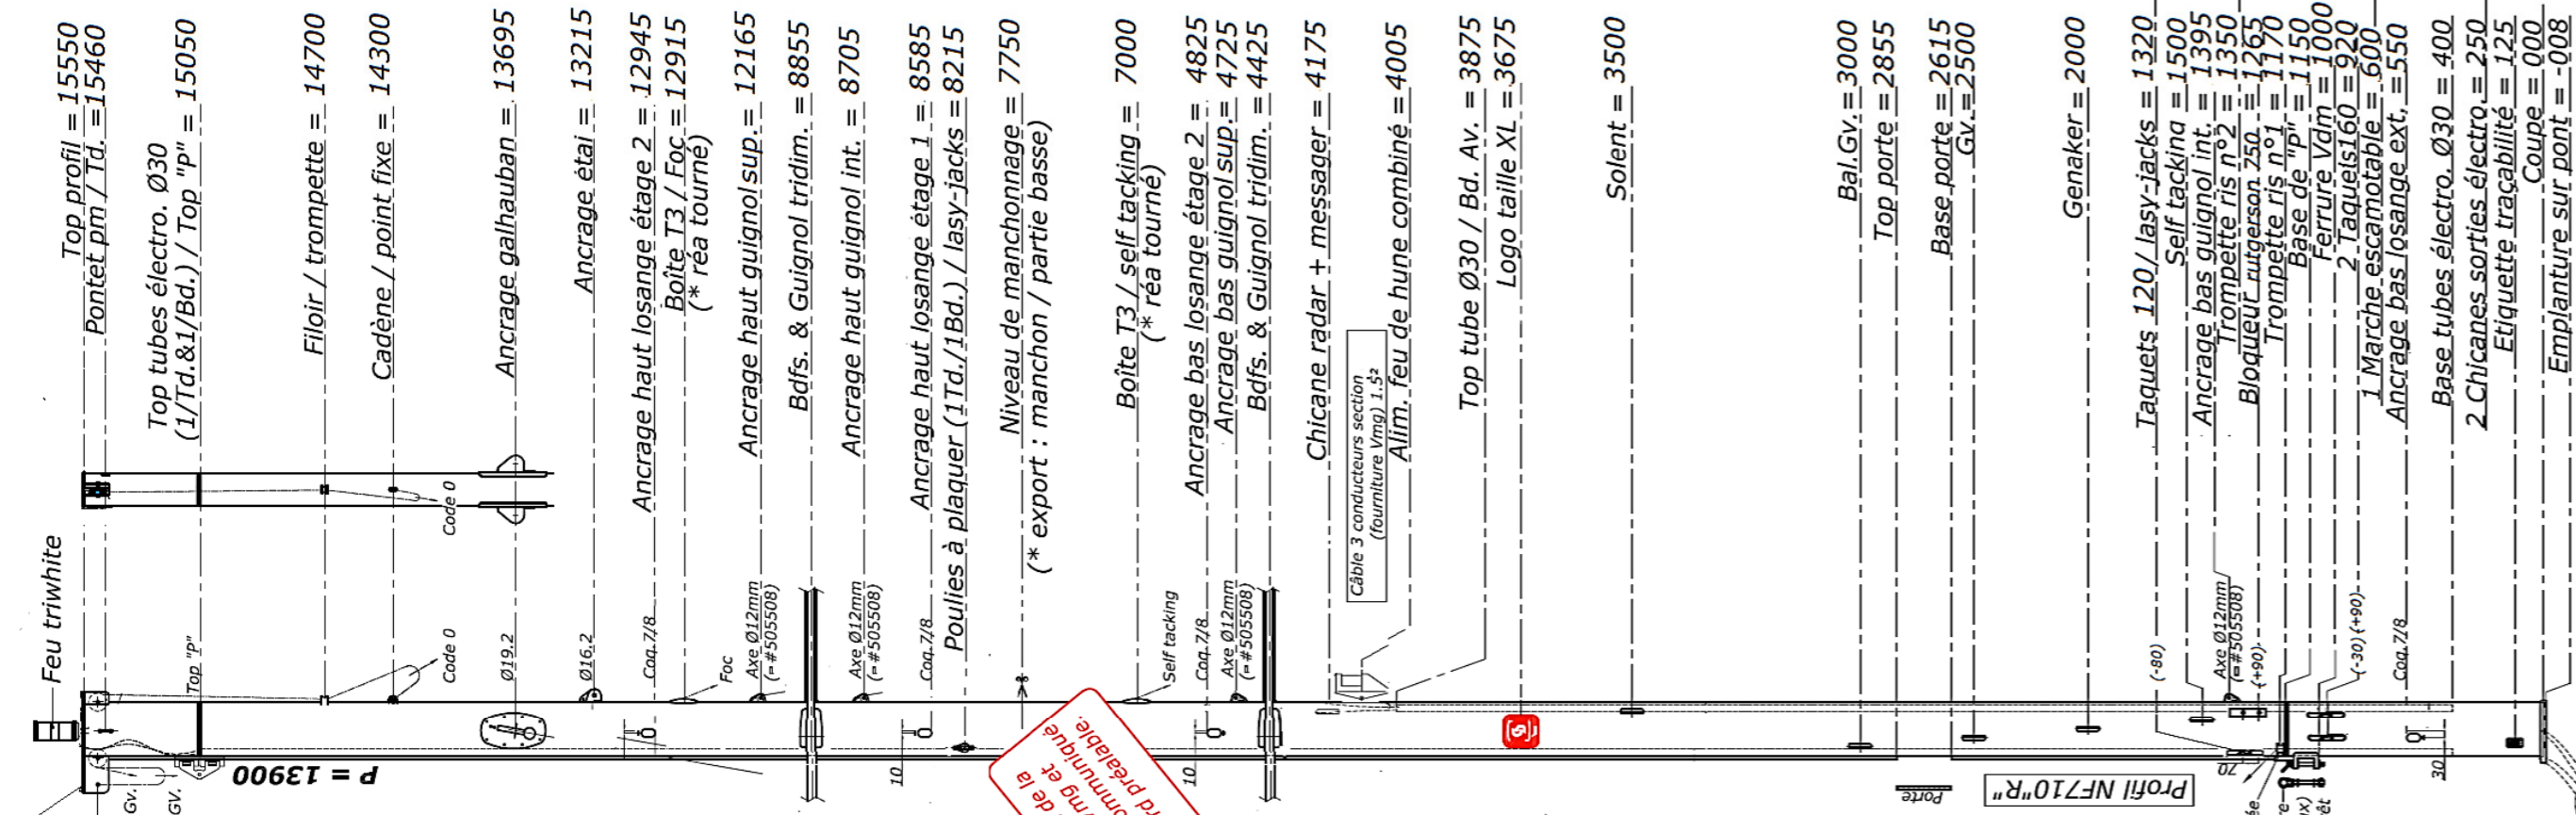 Top profil = 15550
Pontet pm / Td. = 15460
Top tubes électro. Ø30
(1/Td.&1/Bd.) / Top "P" = 15050
Filoir / trompette = 14700
Cadène / point fixe = 14300
Ancrage galhauban = 13695
Ancrage étai = 13215
Ancrage haut losange étage 2 = 12945
Boîte T3 / Foc = 12915
(* réa tourné)
Ancrage haut guignol sup. = 12165
Bdfs. & Guignol tridim. = 8855
Ancrage haut guignol int. = 8705
Ancrage haut losange étage 1 = 8585
Poulies à plaquer (1Td./1Bd.) / lasy-jacks = 8215
Niveau de manchonnage = 7750
(* export : manchon / partie basse)
Boîte T3 / self tacking = 7000
(* réa tourné)
Ancrage bas losange étage 2 = 4825
Ancrage bas guignol sup. = 4725
Bdfs. & Guignol tridim. = 4425
Chicane radar + messager = 4175
Câble 3 conducteurs section
(fourniture Vmg) 1.5²
Alim. feu de hune combiné = 4005
Top tube Ø30 / Bd. Av. = 3875
Logo taille XL = 3675
Solent = 3500
Bal.Gv. = 3000
Top porte = 2855
Base porte = 2615
Gv. = 2500
Genaker = 2000
Taquets 120 / lasy-jacks = 1320
Self tacking = 1500
Ancrage bas guignol int. = 1395
Trompette ris n°2 = 1350
Bloqueur rutgerson 750 = 1265
Trompette ris n°1 = 1170
Base de "P" = 1150
Ferrure Vdm = 1000
2 Taquets160 = 920
1 Marche escamotable = 600
Ancrage bas losange ext. = 550
Base tubes électro. Ø30 = 400
2 Chicanes sorties électro. = 250
Etiquette traçabilité = 125
Coupe = 000
Emplanture sur pont = -008
Code 0
Feu triwhite
Top "P"
Code 0
Ø19.2
Ø16.2
Coq.7/8
Foc
Axe Ø12mm
(=#505508)
Axe Ø12mm
(=#505508)
Coq.7/8
Self tacking
Coq.7/8
Axe Ø12mm
(=#505508)
(-80)
Axe Ø12mm
(=#505508)
(+90)
(-30) (+90)
Coq.7/8
Gv.
GV.
P = 13900
10
10
de la
mg et
ommuniqué
rd préalable.
Porte
Profil NF710"R"
70
30
ée
re
ux)
êt